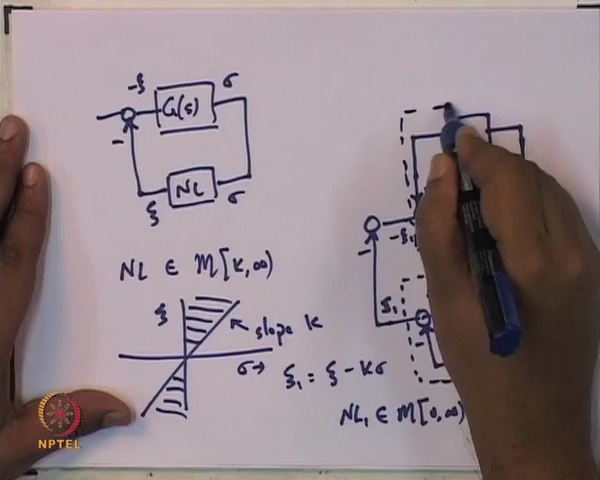 -ξ
σ
G(s)
-
NL
ξ
σ
NL ∈ M[K,∞)
ξ
slope K
σ→
ξ₁ = ξ - Kσ
-ξ₁
-
ξ₁
NL₁ ∈ M[0,∞)
NPTEL